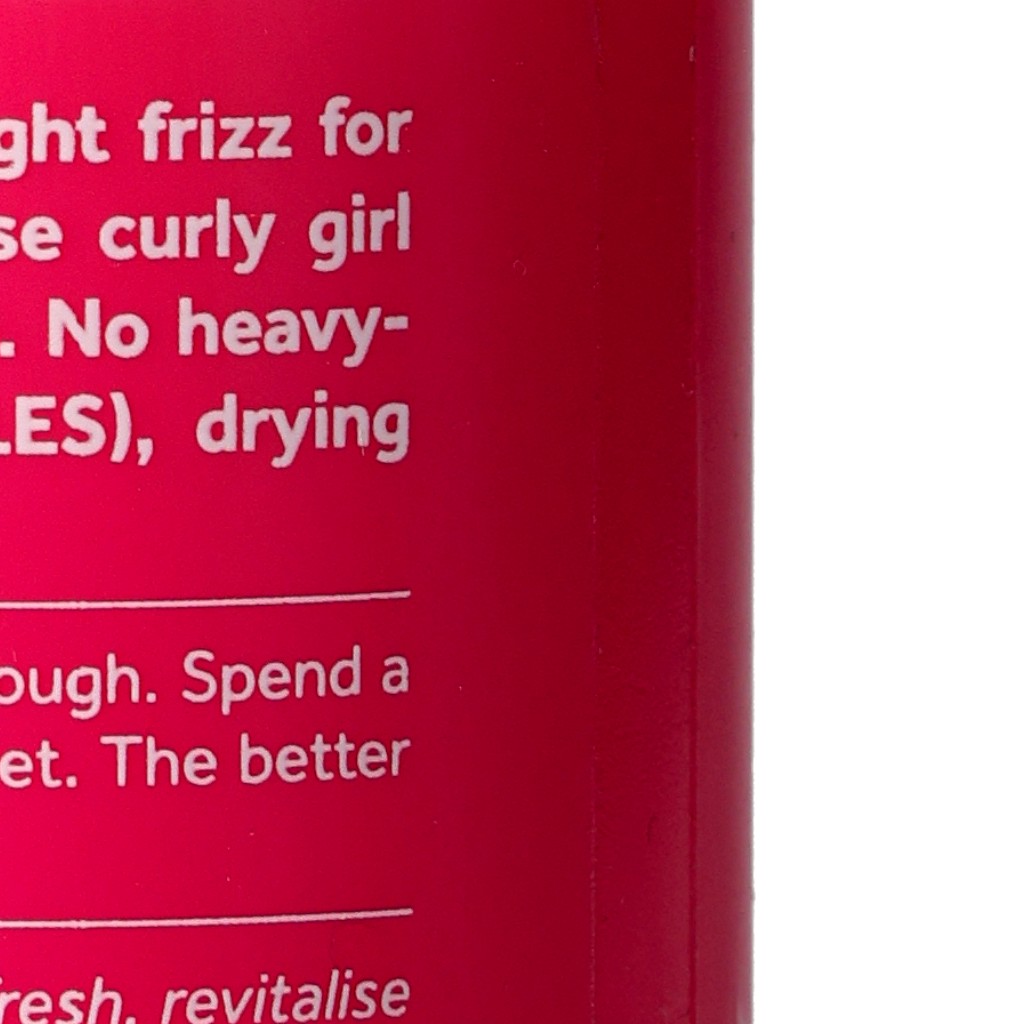 ght frizz for
se curly girl
. No heavy-
LES), drying
ough. Spend a
et. The better
resh, revitalise